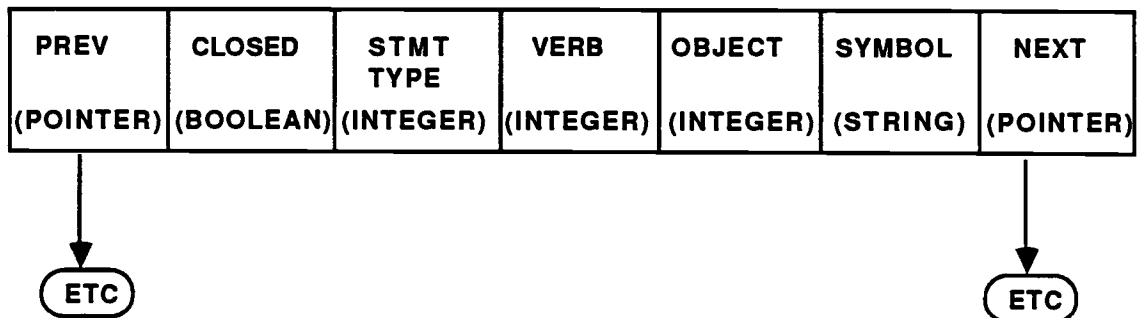 PREV CLOSED STMT VERB OBJECT SYMBOL NEXT
TYPE
(POINTER) (BOOLEAN) (INTEGER) (INTEGER) (INTEGER) (STRING) (POINTER)
ETC ETC